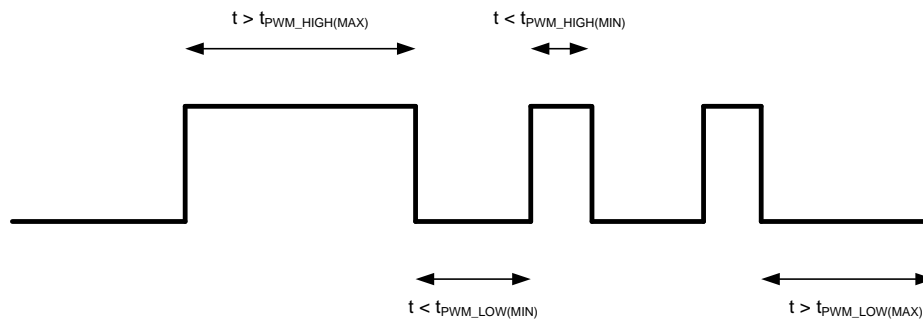 t > tPWM_HIGH(MAX)
t < tPWM_HIGH(MIN)
t < tPWM_LOW(MIN)
t > tPWM_LOW(MAX)